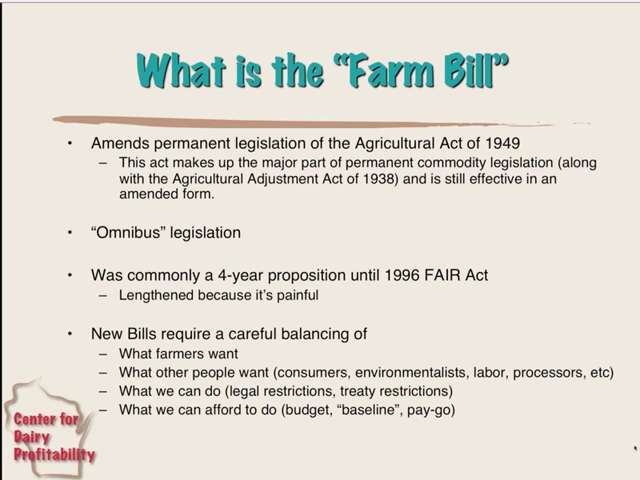 What is the “Farm Bill”
• Amends permanent legislation of the Agricultural Act of 1949
– This act makes up the major part of permanent commodity legislation (along
with the Agricultural Adjustment Act of 1938) and is still effective in an
amended form.
• “Omnibus” legislation
• Was commonly a 4-year proposition until 1996 FAIR Act
– Lengthened because it’s painful
• New Bills require a careful balancing of
– What farmers want
– What other people want (consumers, environmentalists, labor, processors, etc)
– What we can do (legal restrictions, treaty restrictions)
– What we can afford to do (budget, “baseline”, pay-go)
Center for
Dairy
Profitability